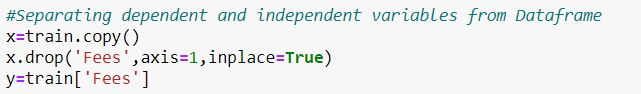 #Separating dependent and independent variables from Dataframe
x=train.copy()
x.drop('Fees',axis=1,inplace=True)
y=train['Fees']